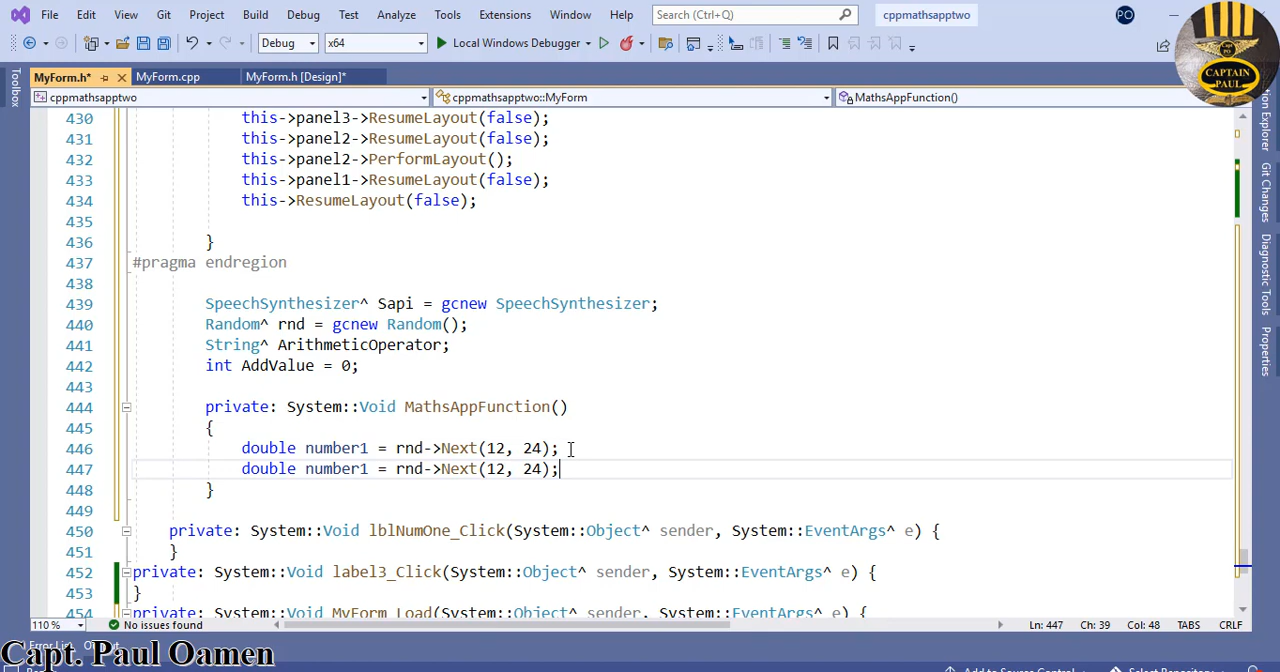 File Edit View Git Project Build Debug Test Analyze Tools Extensions Window Help Search (Ctrl+Q) cppmathsapptwo PO
Debug x64 Local Windows Debugger
MyForm.h* MyForm.cpp MyForm.h [Design]*
cppmathsapptwo cppmathsapptwo::MyForm MathsAppFunction()
CAPTAIN
PAUL
Toolbox
Git Changes
Diagnostic Tools
Properties
430 this->panel3->ResumeLayout(false);
431 this->panel2->ResumeLayout(false);
432 this->panel2->PerformLayout();
433 this->panel1->ResumeLayout(false);
434 this->ResumeLayout(false);
435
436 }
437 #pragma endregion
438
439 SpeechSynthesizer^ Sapi = gcnew SpeechSynthesizer;
440 Random^ rnd = gcnew Random();
441 String^ ArithmeticOperator;
442 int AddValue = 0;
443
444 private: System::Void MathsAppFunction()
445 {
446 double number1 = rnd->Next(12, 24);
447 double number1 = rnd->Next(12, 24);
448 }
449
450 private: System::Void lblNumOne_Click(System::Object^ sender, System::EventArgs^ e) {
451 }
452 private: System::Void label3_Click(System::Object^ sender, System::EventArgs^ e) {
453 }
454 private: System::Void MyForm_Load(System::Object^ sender, System::EventArgs^ e) {
110 % No issues found Ln: 447 Ch: 39 Col: 48 TABS CRLF
Capt. Paul Oamen